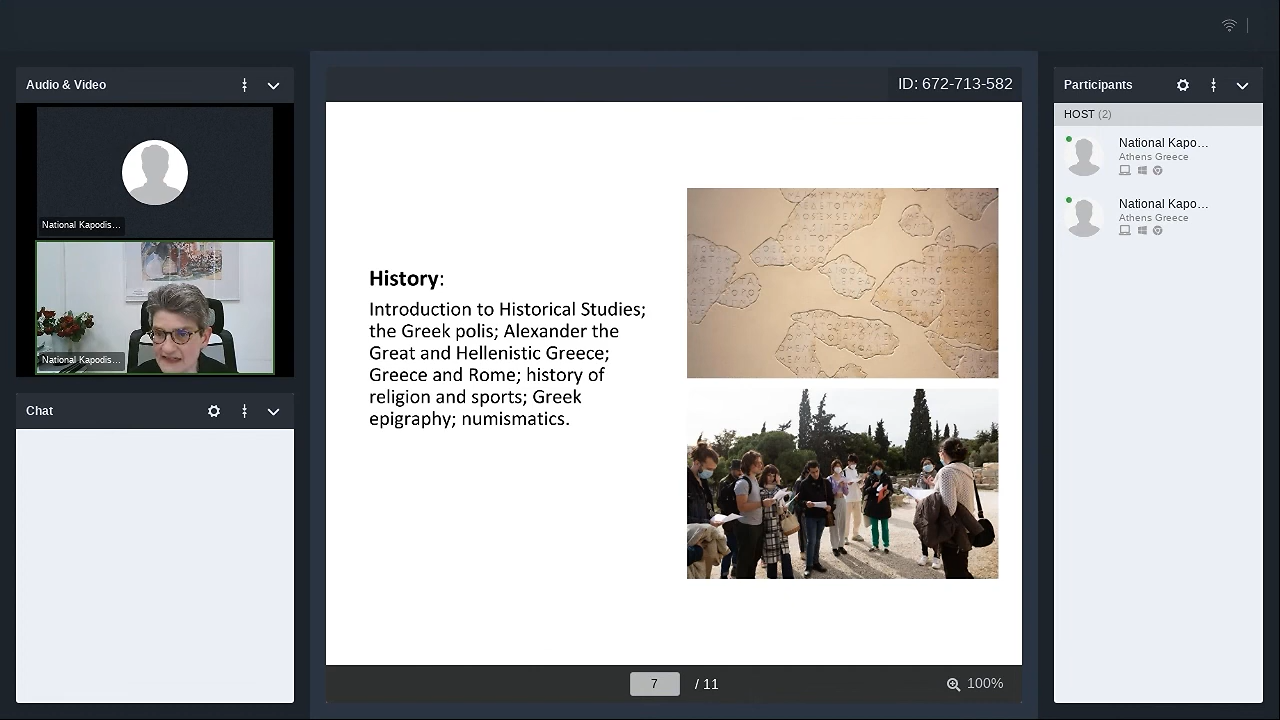 Audio & Video
National Kapodis...
National Kapodis...
Chat
ID: 672-713-582
History:
Introduction to Historical Studies;
the Greek polis; Alexander the
Great and Hellenistic Greece;
Greece and Rome; history of
religion and sports; Greek
epigraphy; numismatics.
7 / 11
100%
Participants
HOST (2)
National Kapo...
Athens Greece
National Kapo...
Athens Greece